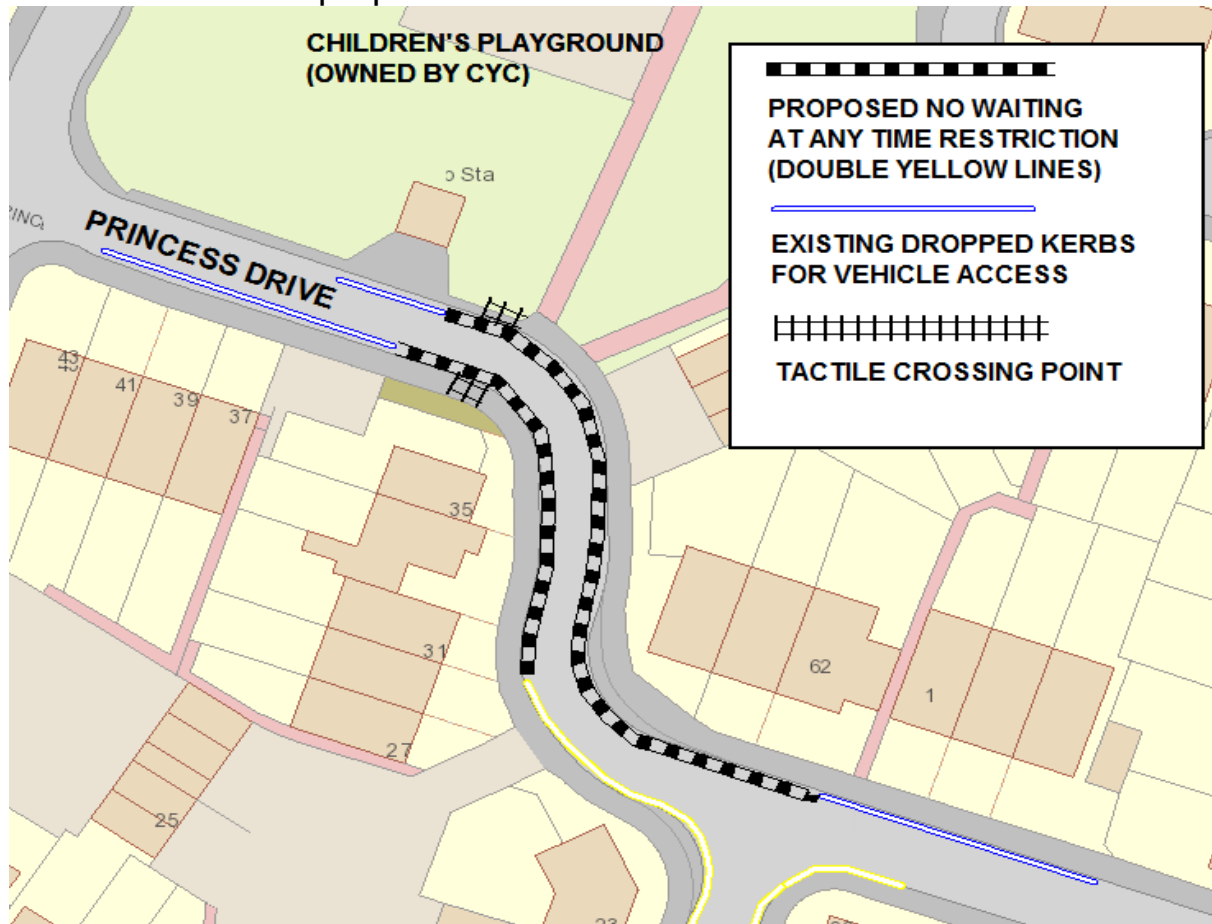 CHILDREN'S PLAYGROUND
(OWNED BY CYC)
PROPOSED NO WAITING
AT ANY TIME RESTRICTION
(DOUBLE YELLOW LINES)
EXISTING DROPPED KERBS
FOR VEHICLE ACCESS
TACTILE CROSSING POINT
Sta
PRINCESS DRIVE
43
41
39
37
35
31
27
25
62
1
23